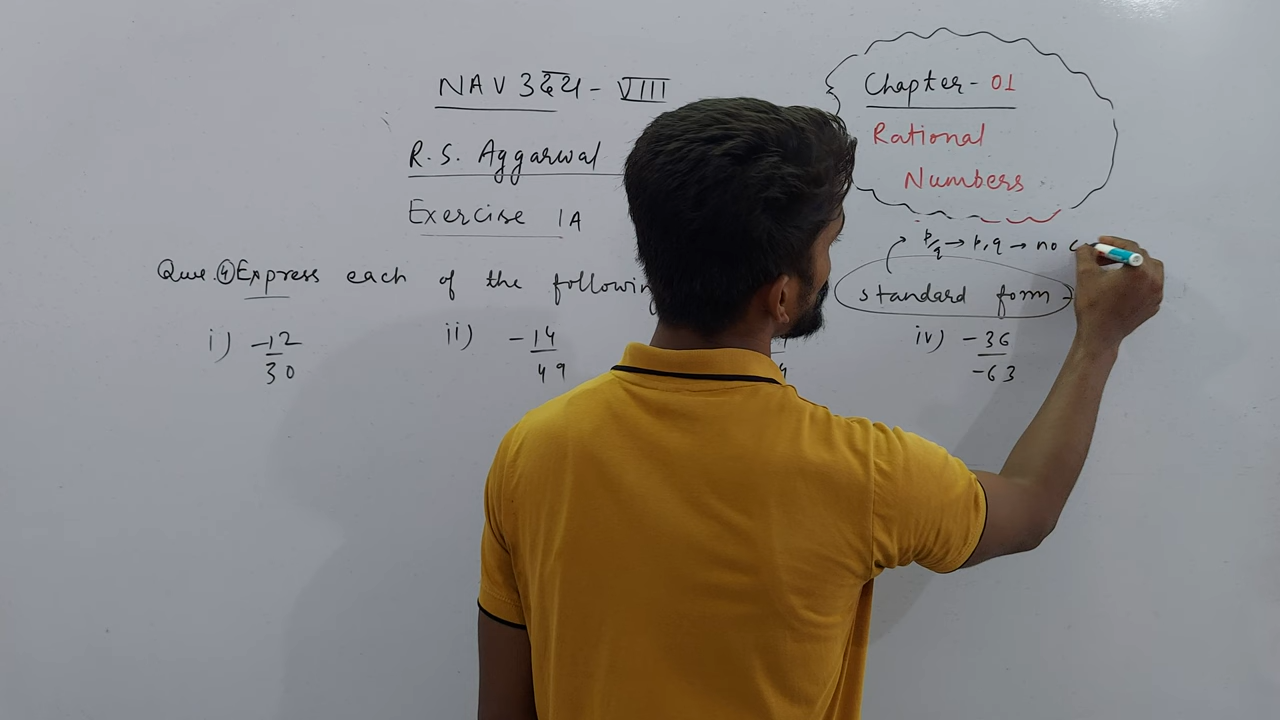 NAV उदय - VIII
R. S. Aggarwal
Exercise 1A
Chapter - 01
Rational
Numbers
p/q → p, q → no
Que. ④ Express each of the following
standard form -
i) -12/30
ii) -14/49
iv) -36/-63